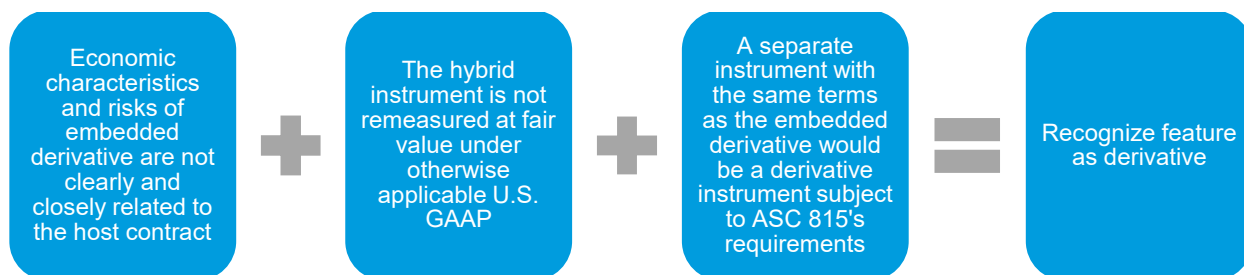 Economic
characteristics
and risks of
embedded
derivative are not
clearly and
closely related to
the host contract
The hybrid
instrument is not
remeasured at fair
value under
otherwise
applicable U.S.
GAAP
A separate
instrument with
the same terms
as the embedded
derivative would
be a derivative
instrument subject
to ASC 815's
requirements
Recognize feature
as derivative